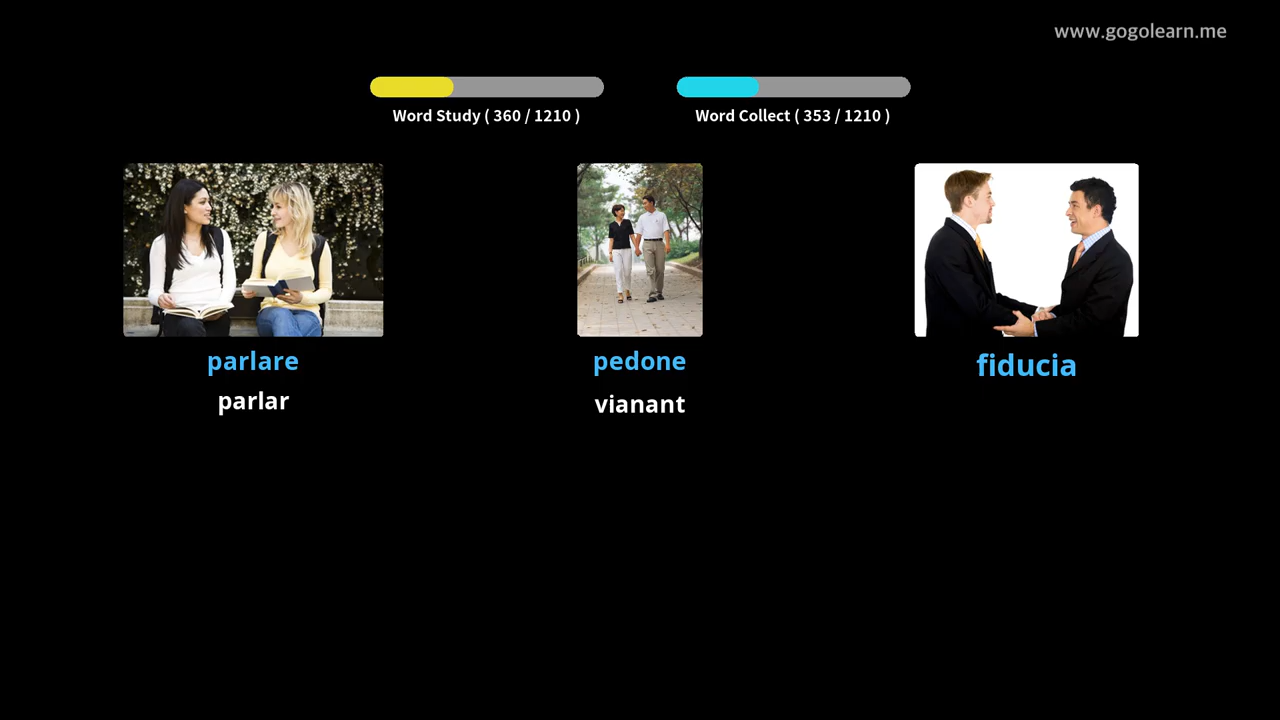 www.gogolearn.me
Word Study ( 360 / 1210 )
Word Collect ( 353 / 1210 )
parlare
parlar
pedone
vianant
fiducia